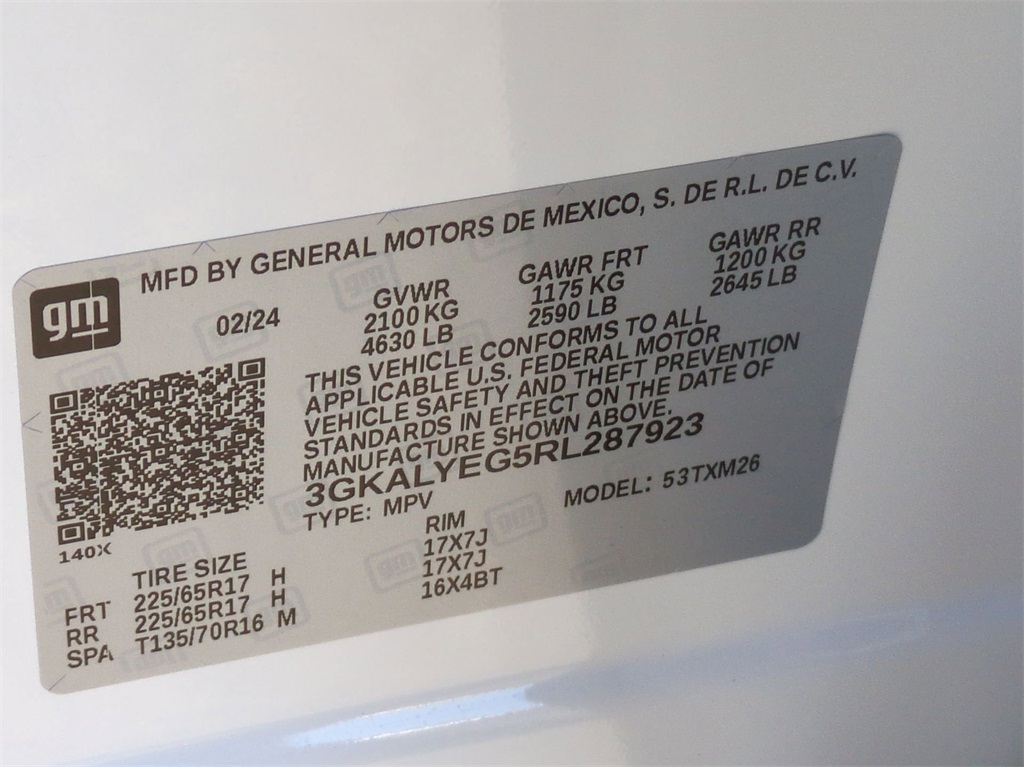 MFD BY GENERAL MOTORS DE MEXICO, S. DE R.L. DE C.V.
gm
02/24
GVWR GAWR FRT GAWR RR
2100 KG 1175 KG 1200 KG
4630 LB 2590 LB 2645 LB
THIS VEHICLE CONFORMS TO ALL
APPLICABLE U.S. FEDERAL MOTOR
VEHICLE SAFETY AND THEFT PREVENTION
STANDARDS IN EFFECT ON THE DATE OF
MANUFACTURE SHOWN ABOVE.
3GKALYEG5RL287923
TYPE: MPV MODEL: 53TXM26
140X
TIRE SIZE RIM
FRT 225/65R17 H 17X7J
RR 225/65R17 H 17X7J
SPA T135/70R16 M 16X4BT